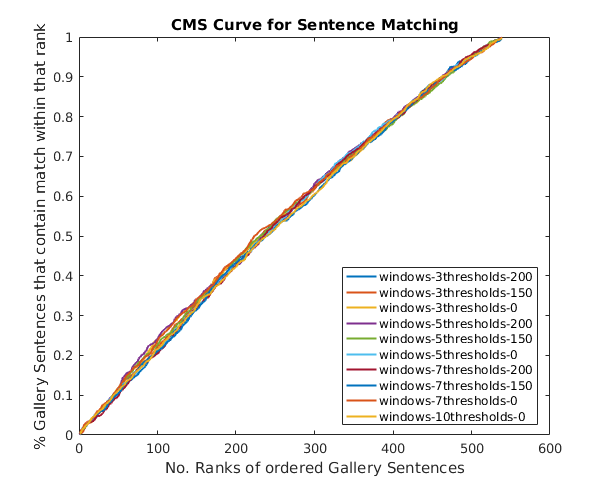 CMS Curve for Sentence Matching
% Gallery Sentences that contain match within that rank
1
0.9
0.8
0.7
0.6
0.5
0.4
0.3
0.2
0.1
0
windows-3thresholds-200
windows-3thresholds-150
windows-3thresholds-0
windows-5thresholds-200
windows-5thresholds-150
windows-5thresholds-0
windows-7thresholds-200
windows-7thresholds-150
windows-7thresholds-0
windows-10thresholds-0
0 100 200 300 400 500 600
No. Ranks of ordered Gallery Sentences